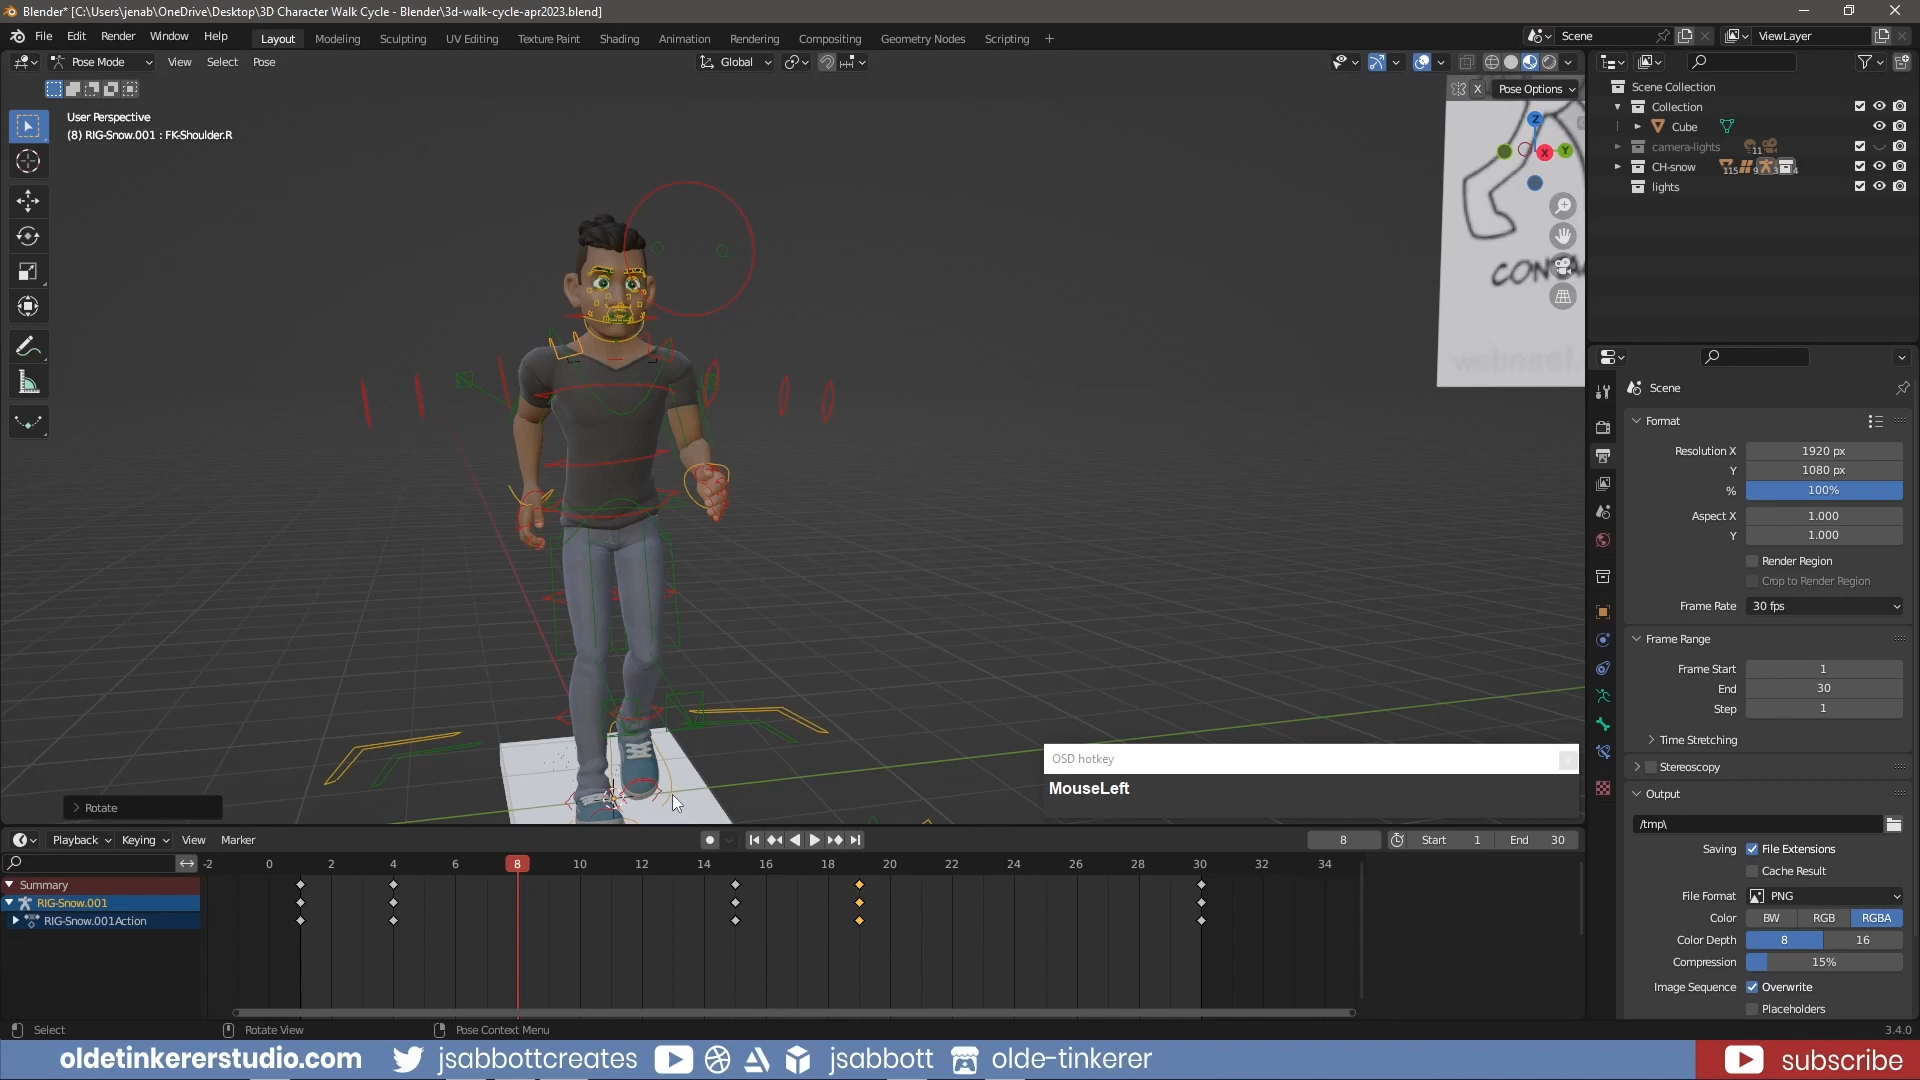 Blender* [C:\Users\jenab\OneDrive\Desktop\3D Character Walk Cycle - Blender\3d-walk-cycle-apr2023.blend]
File Edit Render Window Help Layout Modeling Sculpting UV Editing Texture Paint Shading Animation Rendering Compositing Geometry Nodes Scripting + Scene ViewLayer
Pose Mode View Select Pose Global
X Pose Options
User Perspective
(8) RIG-Snow.001 : FK-Shoulder.R
Z
X Y
Scene Collection
Collection
Cube
camera-lights 11
CH-snow 115 9 3 4
lights
Scene
Format
Resolution X 1920 px
Y 1080 px
% 100%
Aspect X 1.000
Y 1.000
Render Region
Crop to Render Region
Frame Rate 30 fps
Frame Range
Frame Start 1
End 30
Step 1
Time Stretching
Stereoscopy
Output
/tmp\
Saving File Extensions
Cache Result
File Format PNG
Color BW RGB RGBA
Color Depth 8 16
Compression 15%
Image Sequence Overwrite
Placeholders
OSD hotkey
MouseLeft
Rotate
Playback Keying View Marker 8 Start 1 End 30
-2 0 2 4 6 8 10 12 14 16 18 20 22 24 26 28 30 32 34
Summary
RIG-Snow.001
RIG-Snow.001Action
Select Rotate View Pose Context Menu 3.4.0
oldetinkererstudio.com jsabbottcreates jsabbott olde-tinkerer subscribe